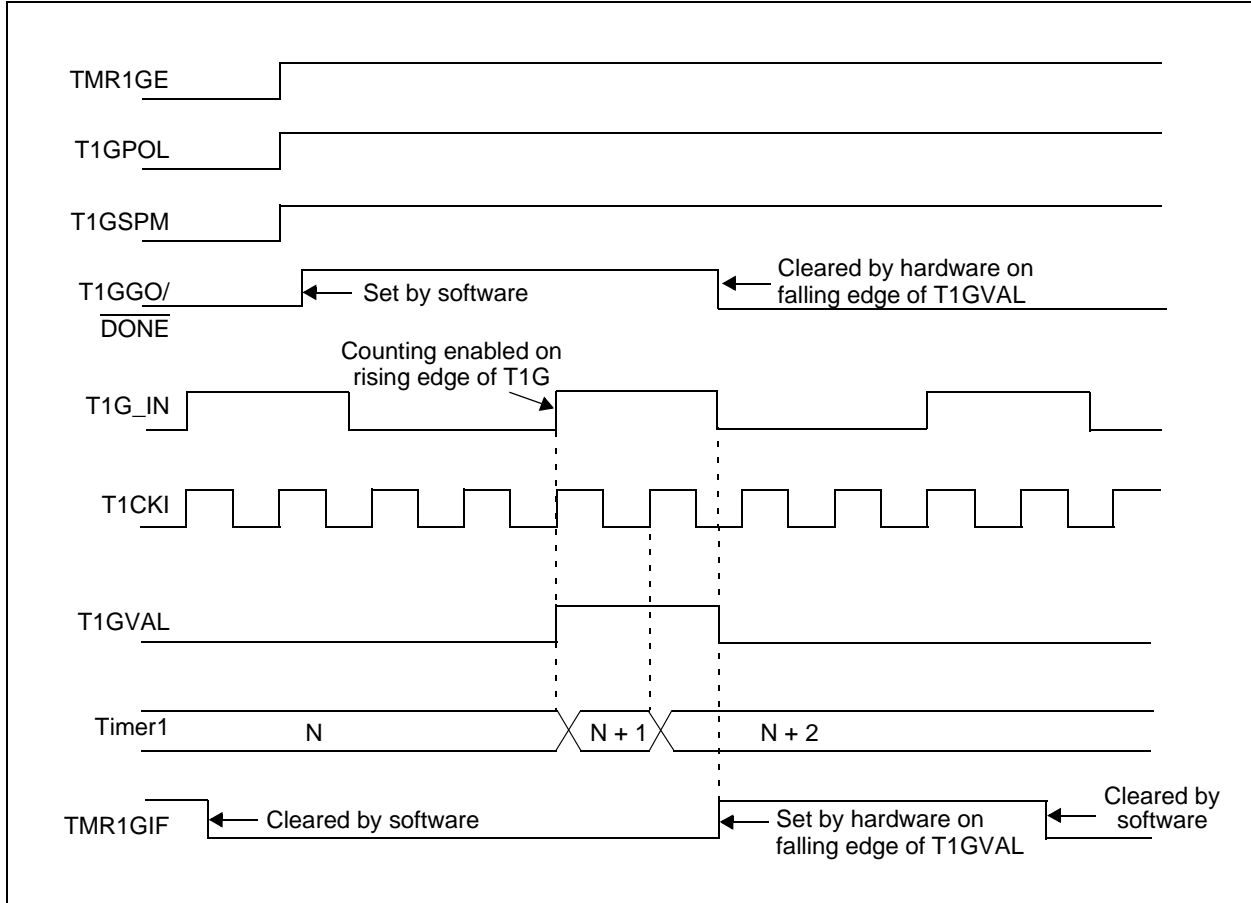 TMR1GE
T1GPOL
T1GSPM
T1GGO/
DONE
Set by software
Cleared by hardware on
falling edge of T1GVAL
Counting enabled on
rising edge of T1G
T1G_IN
T1CKI
T1GVAL
Timer1
N
N + 1
N + 2
TMR1GIF
Cleared by software
Set by hardware on
falling edge of T1GVAL
Cleared by
software